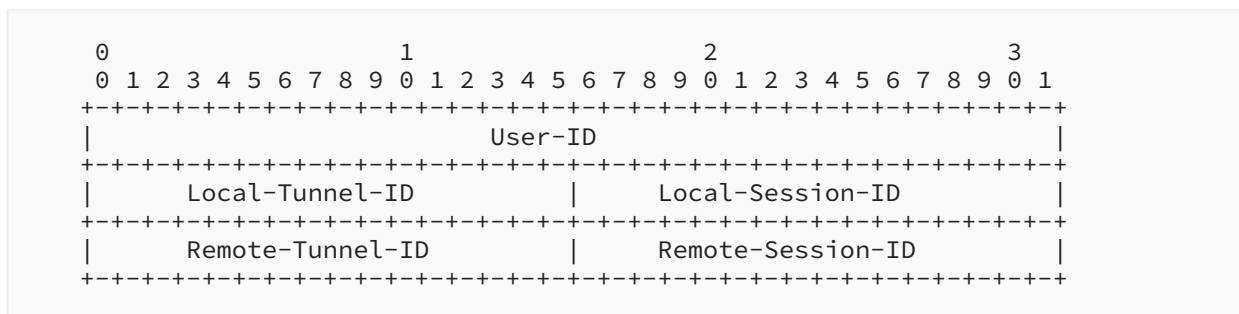 0                   1                   2                   3
 0 1 2 3 4 5 6 7 8 9 0 1 2 3 4 5 6 7 8 9 0 1 2 3 4 5 6 7 8 9 0 1
+-+-+-+-+-+-+-+-+-+-+-+-+-+-+-+-+-+-+-+-+-+-+-+-+-+-+-+-+-+-+-+-+
|                          User-ID                              |
+-+-+-+-+-+-+-+-+-+-+-+-+-+-+-+-+-+-+-+-+-+-+-+-+-+-+-+-+-+-+-+-+
|      Local-Tunnel-ID          |     Local-Session-ID          |
+-+-+-+-+-+-+-+-+-+-+-+-+-+-+-+-+-+-+-+-+-+-+-+-+-+-+-+-+-+-+-+-+
|      Remote-Tunnel-ID         |     Remote-Session-ID         |
+-+-+-+-+-+-+-+-+-+-+-+-+-+-+-+-+-+-+-+-+-+-+-+-+-+-+-+-+-+-+-+-+